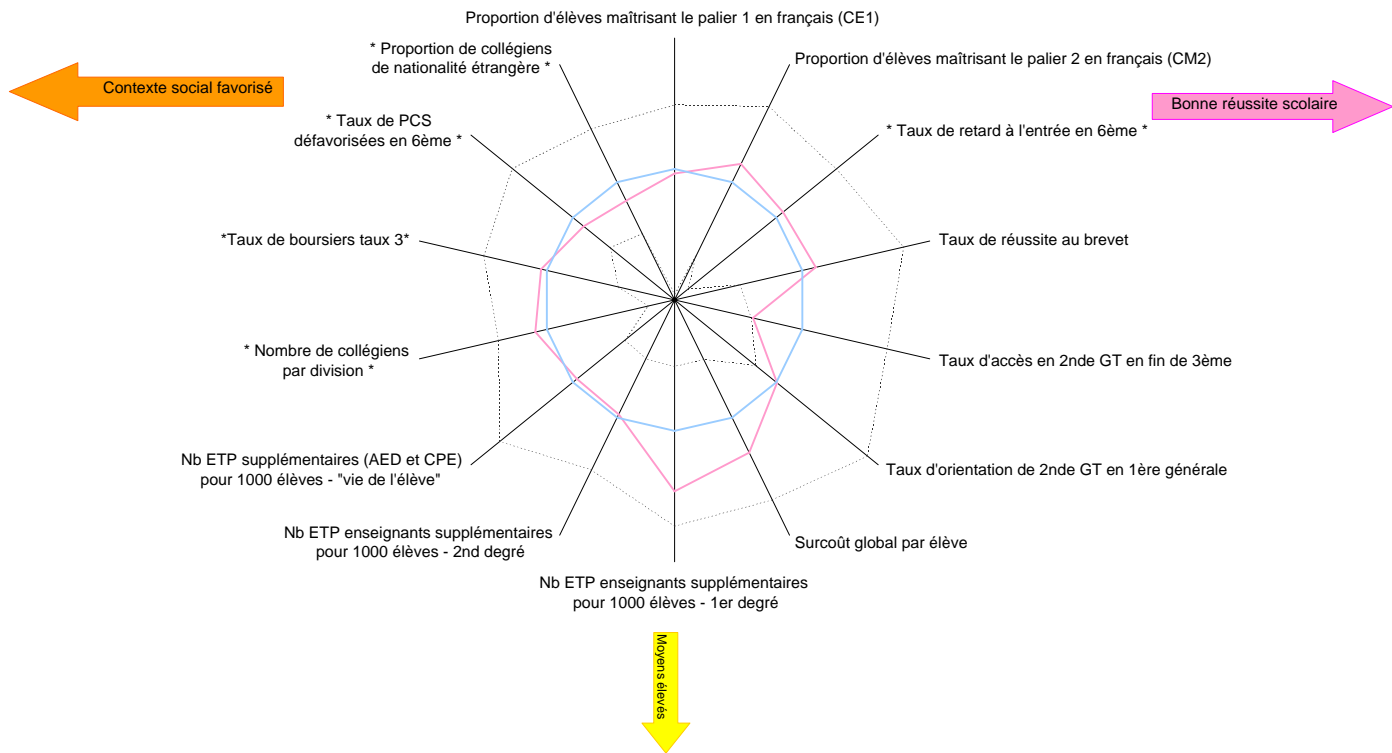 Proportion d'élèves maîtrisant le palier 1 en français (CE1)
* Proportion de collégiens
de nationalité étrangère *
Proportion d'élèves maîtrisant le palier 2 en français (CM2)
Contexte social favorisé
Bonne réussite scolaire
* Taux de PCS
défavorisées en 6ème *
* Taux de retard à l'entrée en 6ème *
*Taux de boursiers taux 3*
Taux de réussite au brevet
* Nombre de collégiens
par division *
Taux d'accès en 2nde GT en fin de 3ème
Nb ETP supplémentaires (AED et CPE)
pour 1000 élèves - "vie de l'élève"
Taux d'orientation de 2nde GT en 1ère générale
Nb ETP enseignants supplémentaires
pour 1000 élèves - 2nd degré
Surcoût global par élève
Nb ETP enseignants supplémentaires
pour 1000 élèves - 1er degré
Moyens élevés